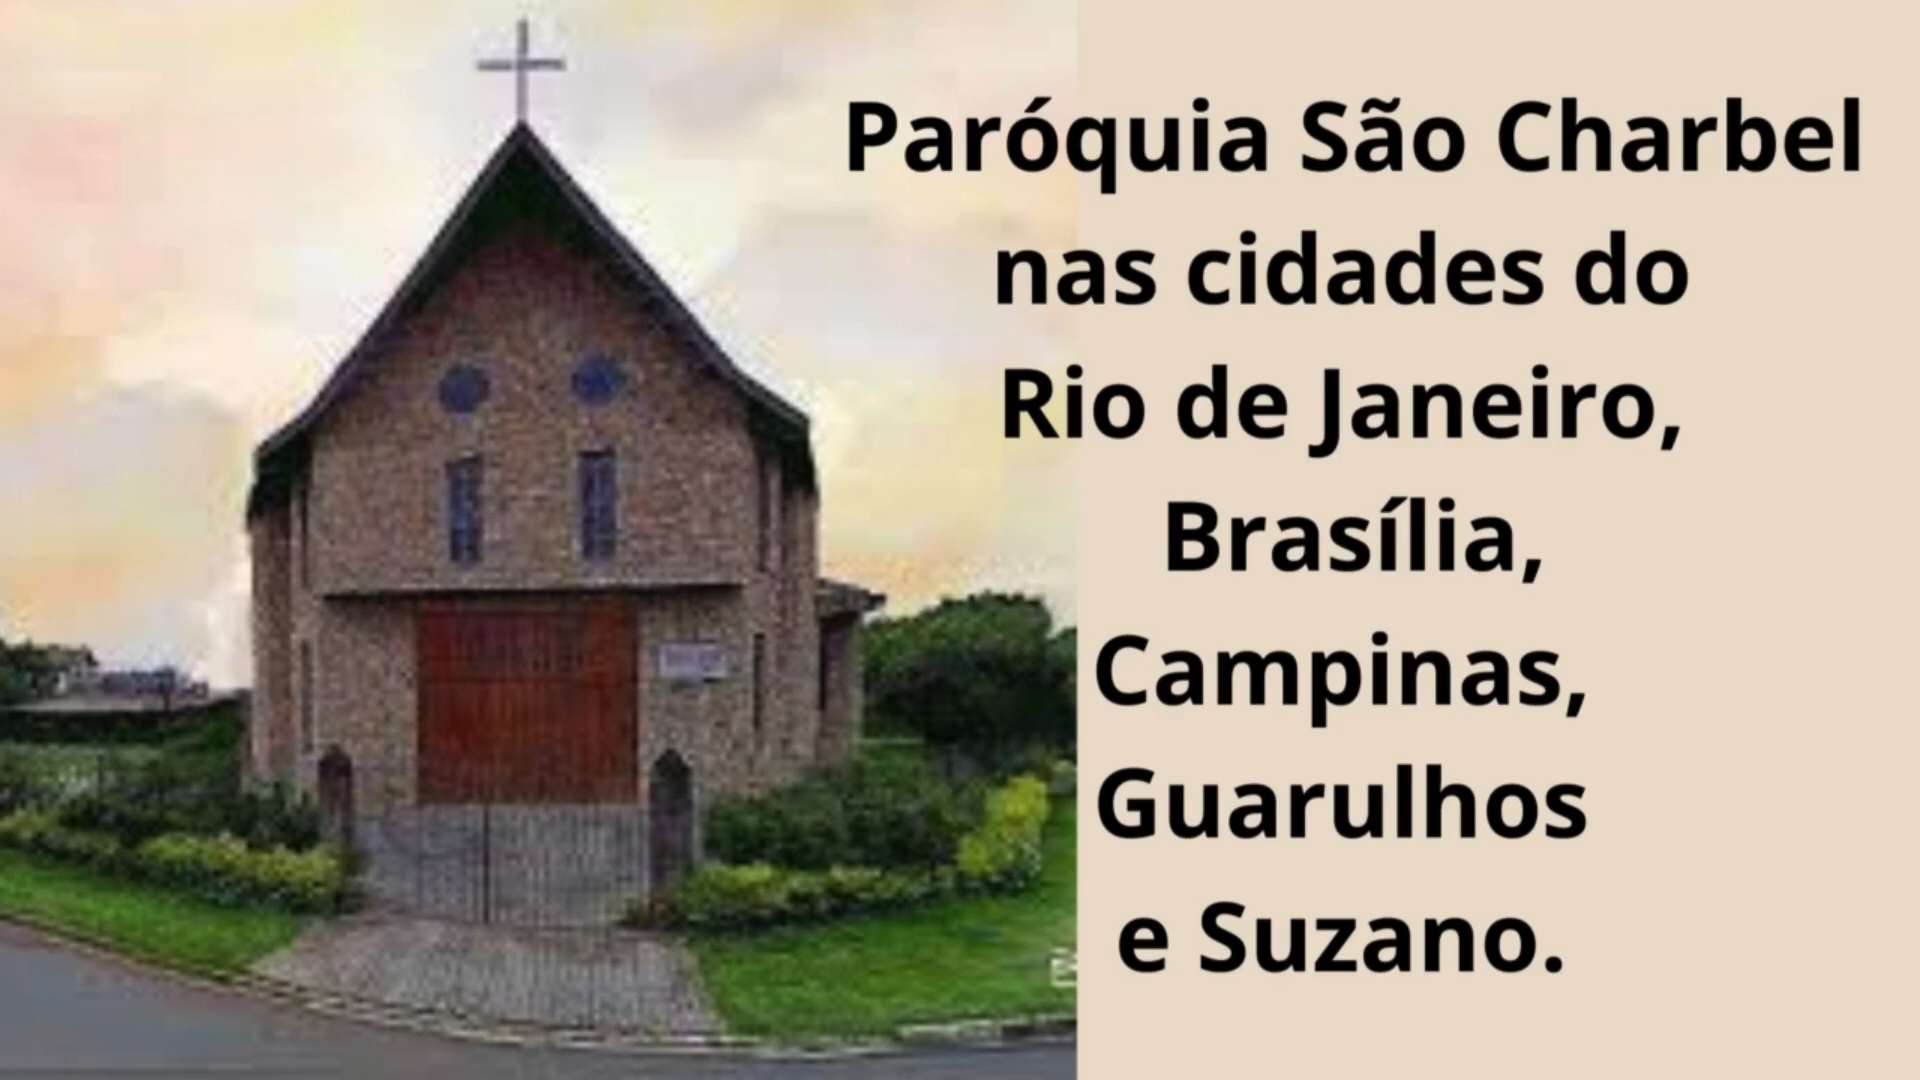 Paróquia São Charbel
nas cidades do
Rio de Janeiro,
Brasília,
Campinas,
Guarulhos
e Suzano.